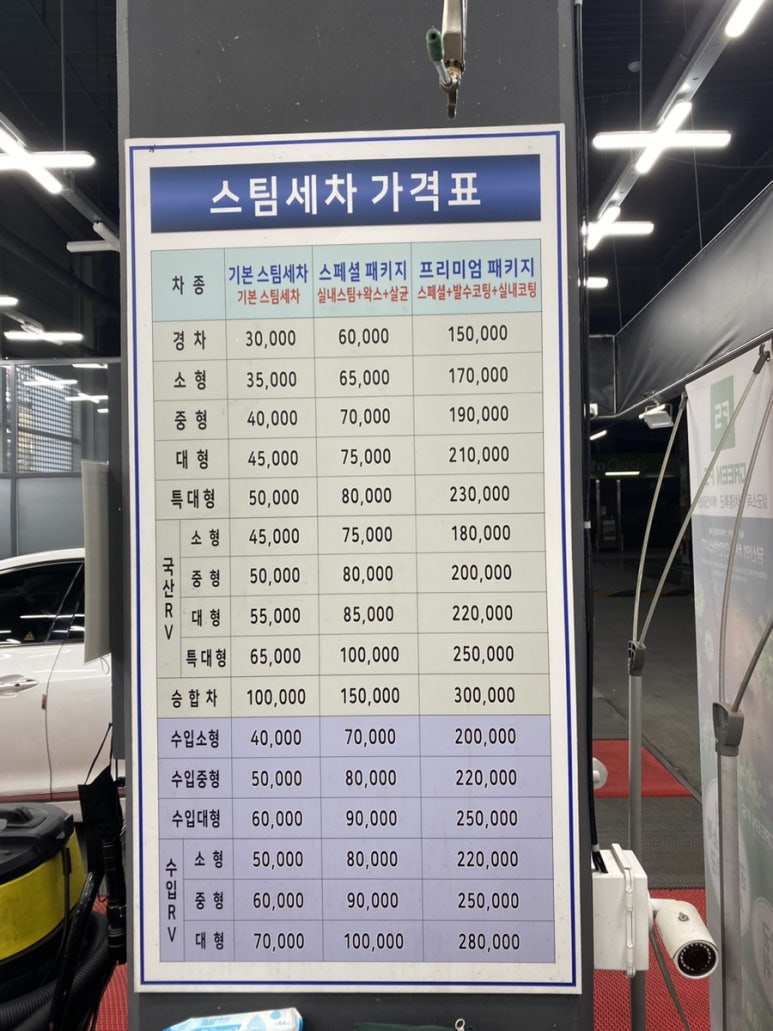 스팀세차 가격표
차종 기본 스팀세차 스페셜 패키지 프리미엄 패키지
기본 스팀세차 실내스팀+왁스+살균 스페셜+발수코팅+실내코팅
경차 30,000 60,000 150,000
소형 35,000 65,000 170,000
중형 40,000 70,000 190,000
대형 45,000 75,000 210,000
특대형 50,000 80,000 230,000
국산RV
소형 45,000 75,000 180,000
중형 50,000 80,000 200,000
대형 55,000 85,000 220,000
특대형 65,000 100,000 250,000
승합차 100,000 150,000 300,000
수입소형 40,000 70,000 200,000
수입중형 50,000 80,000 220,000
수입대형 60,000 90,000 250,000
수입RV
소형 50,000 80,000 220,000
중형 60,000 90,000 250,000
대형 70,000 100,000 280,000